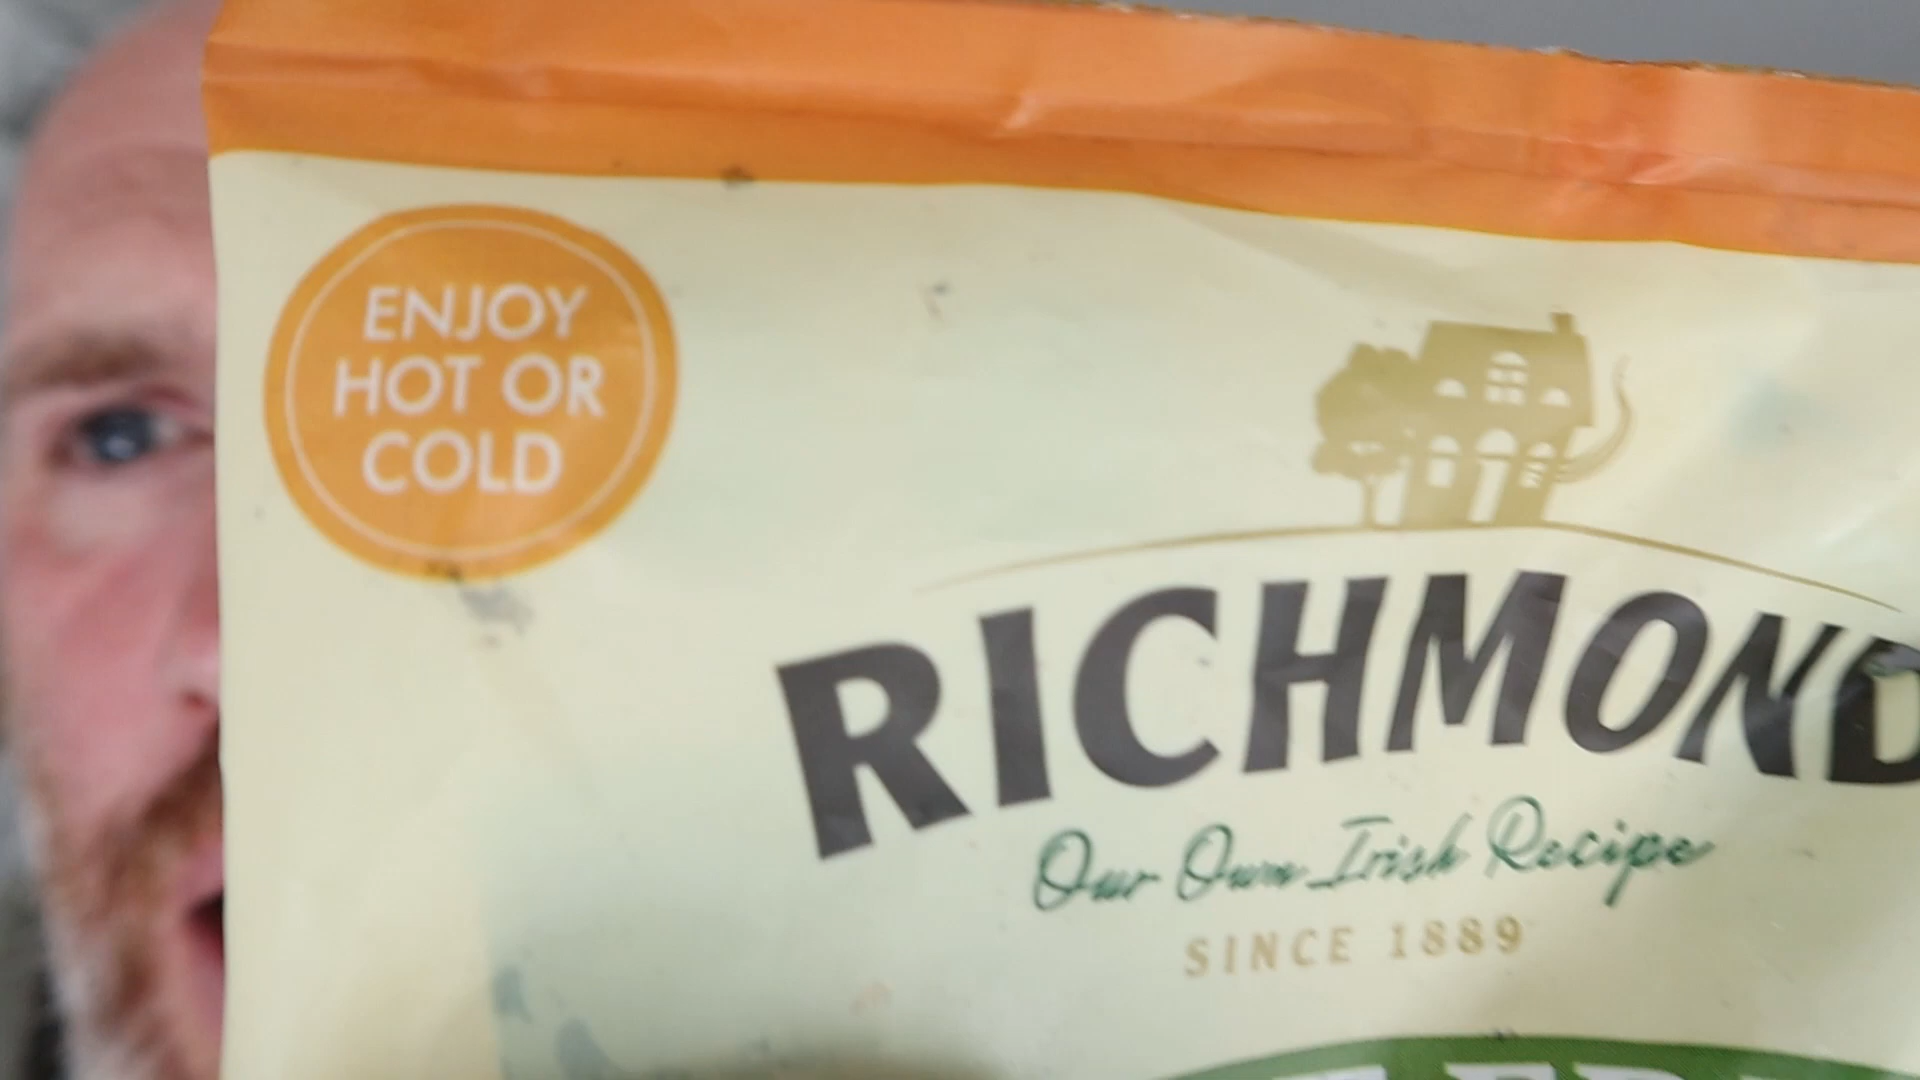 ENJOY
HOT OR
COLD
RICHMOND
Our Own Irish Recipe
SINCE 1889